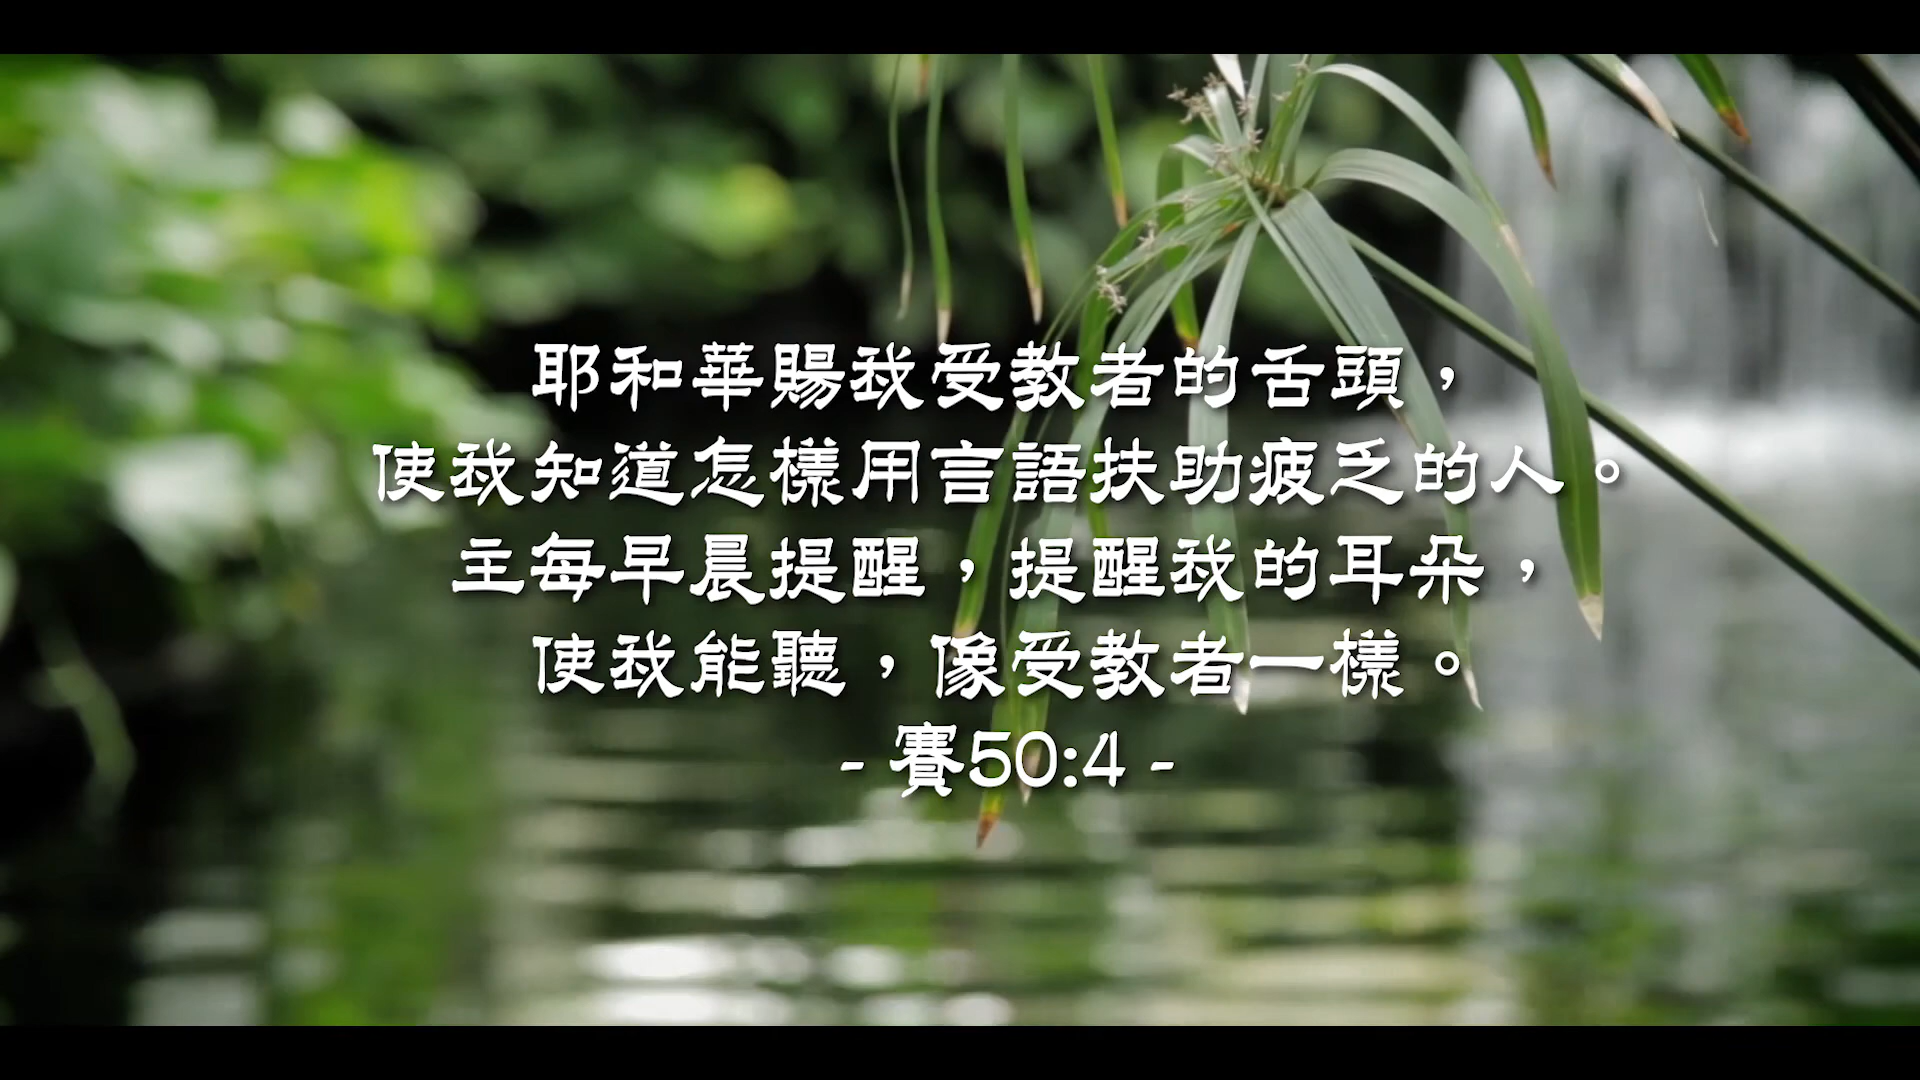 耶和華賜我受教者的舌頭，
使我知道怎樣用言語扶助疲乏的人。
主每早晨提醒，提醒我的耳朵，
使我能聽，像受教者一樣。
- 賽50:4 -